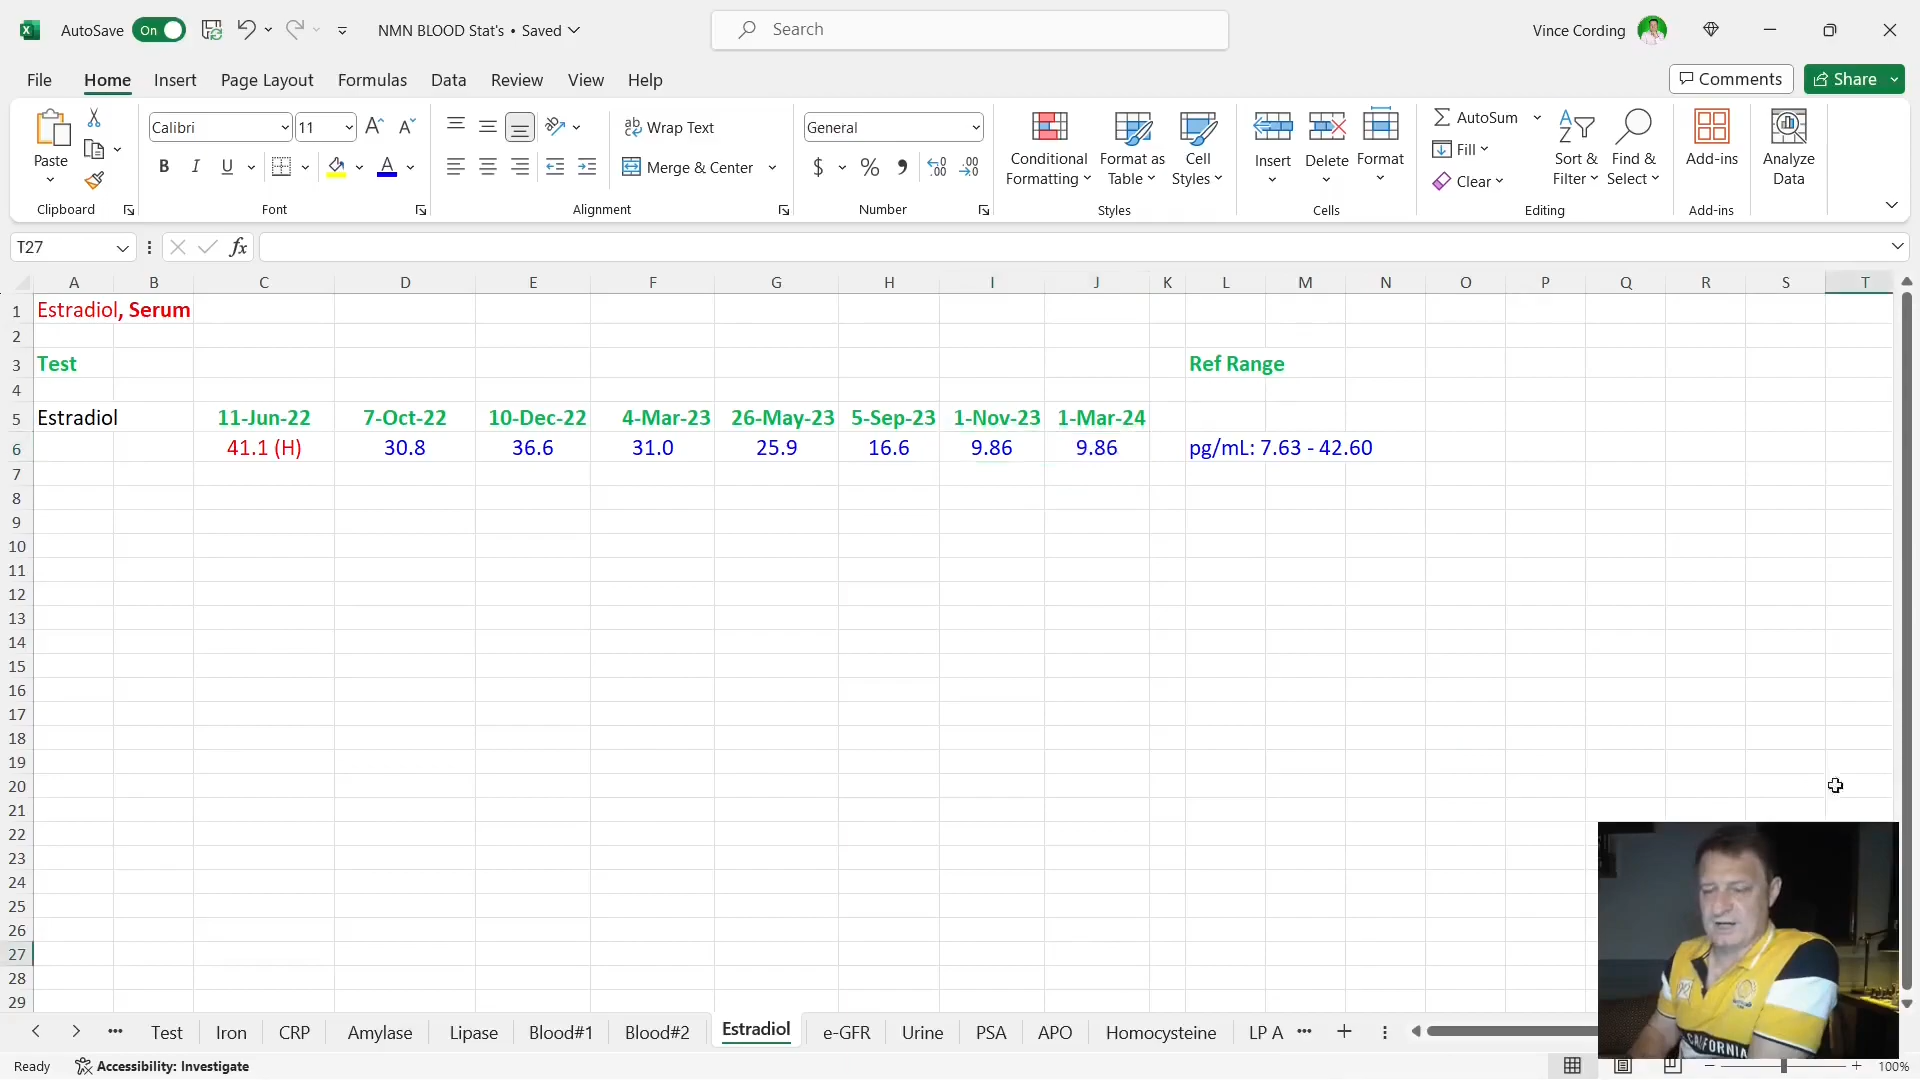 AutoSave On NMN BLOOD Stat's • Saved Search Vince Cording
File Home Insert Page Layout Formulas Data Review View Help Comments Share
Paste
Clipboard
Calibri 11
B I U A
Font
Wrap Text
Merge & Center
Alignment
General
$ %
Number
Conditional Formatting
Format as Table
Cell Styles
Styles
Insert Delete Format
Cells
AutoSum
Fill
Clear
Sort & Filter
Find & Select
Editing
Add-ins
Add-ins
Analyze Data
T27 fx
A B C D E F G H I J K L M N O P Q R S T
1 Estradiol, Serum
2
3 Test Ref Range
4
5 Estradiol 11-Jun-22 7-Oct-22 10-Dec-22 4-Mar-23 26-May-23 5-Sep-23 1-Nov-23 1-Mar-24
6 41.1 (H) 30.8 36.6 31.0 25.9 16.6 9.86 9.86 pg/mL: 7.63 - 42.60
7
8
9
10
11
12
13
14
15
16
17
18
19
20
21
22
23
24
25
26
27
28
29
CALIFORNIA
Test Iron CRP Amylase Lipase Blood#1 Blood#2 Estradiol e-GFR Urine PSA APO Homocysteine LP A
Ready Accessibility: Investigate 100%